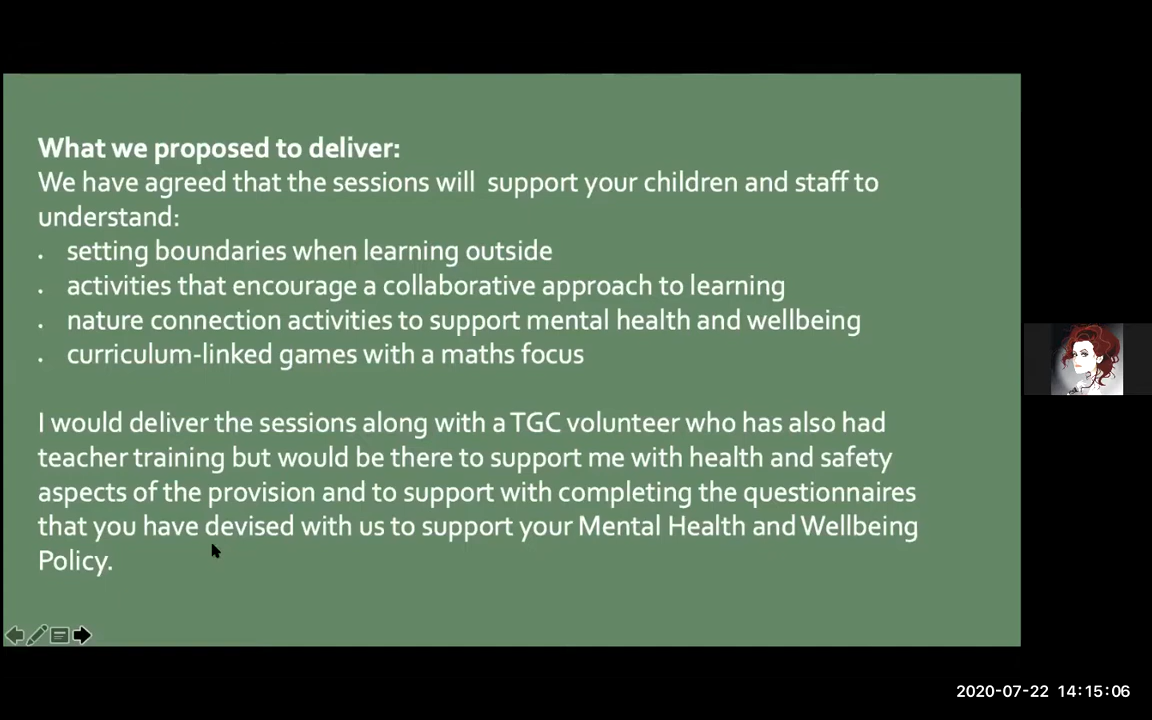 What we proposed to deliver:
We have agreed that the sessions will  support your children and staff to
understand:
• setting boundaries when learning outside
• activities that encourage a collaborative approach to learning
• nature connection activities to support mental health and wellbeing
• curriculum-linked games with a maths focus
I would deliver the sessions along with a TGC volunteer who has also had
teacher training but would be there to support me with health and safety
aspects of the provision and to support with completing the questionnaires
that you have devised with us to support your Mental Health and Wellbeing
Policy.
2020-07-22 14:15:06